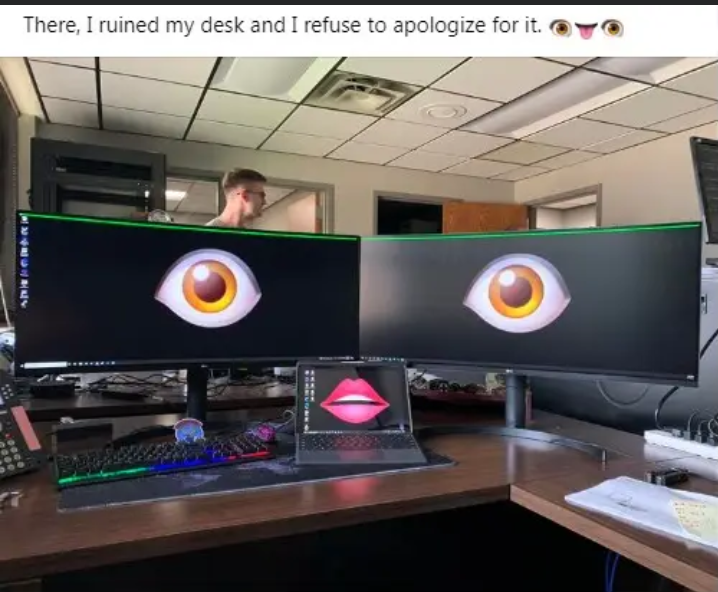 There, I ruined my desk and I refuse to apologize for it. 👁️👅👁️